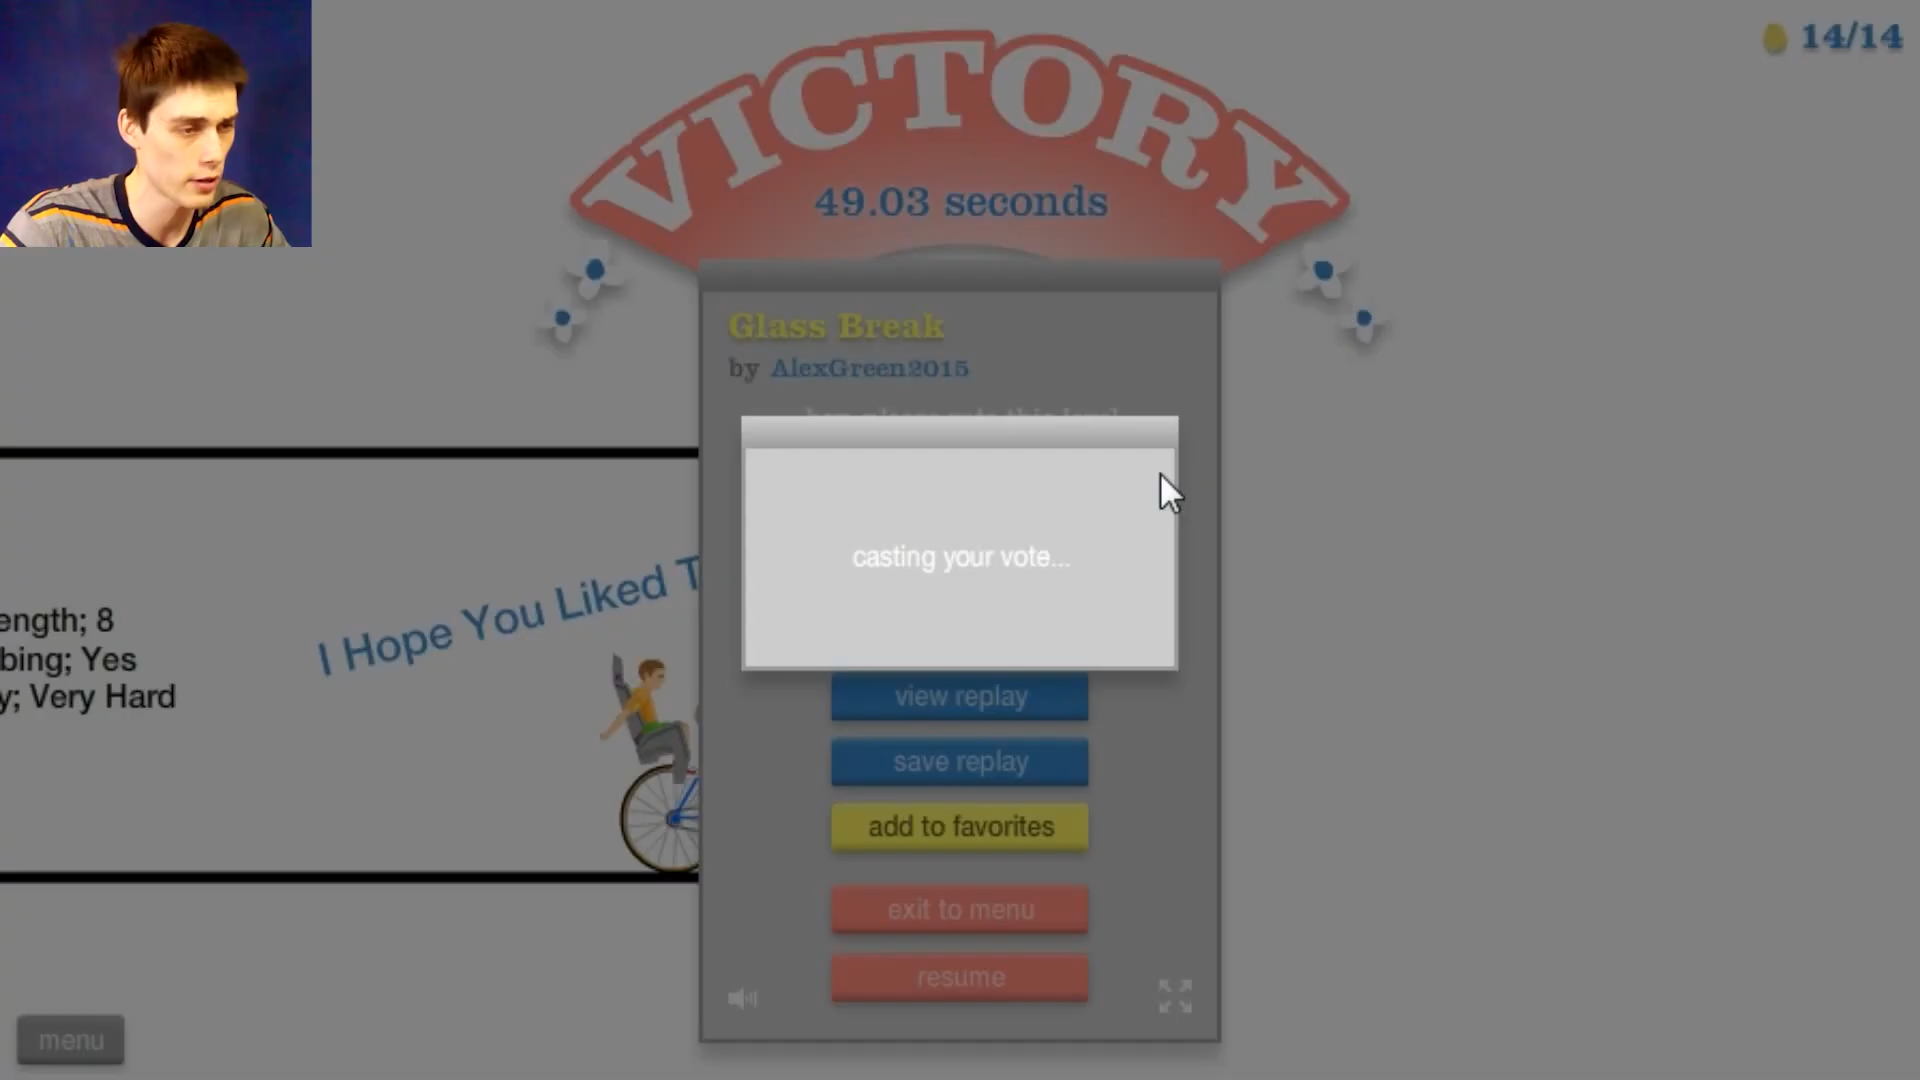 14/14
VICTORY
49.03 seconds
Glass Break
by AlexGreen2015
casting your vote...
I Hope You Liked T
ength; 8
bing; Yes
y; Very Hard
view replay
save replay
add to favorites
exit to menu
resume
menu